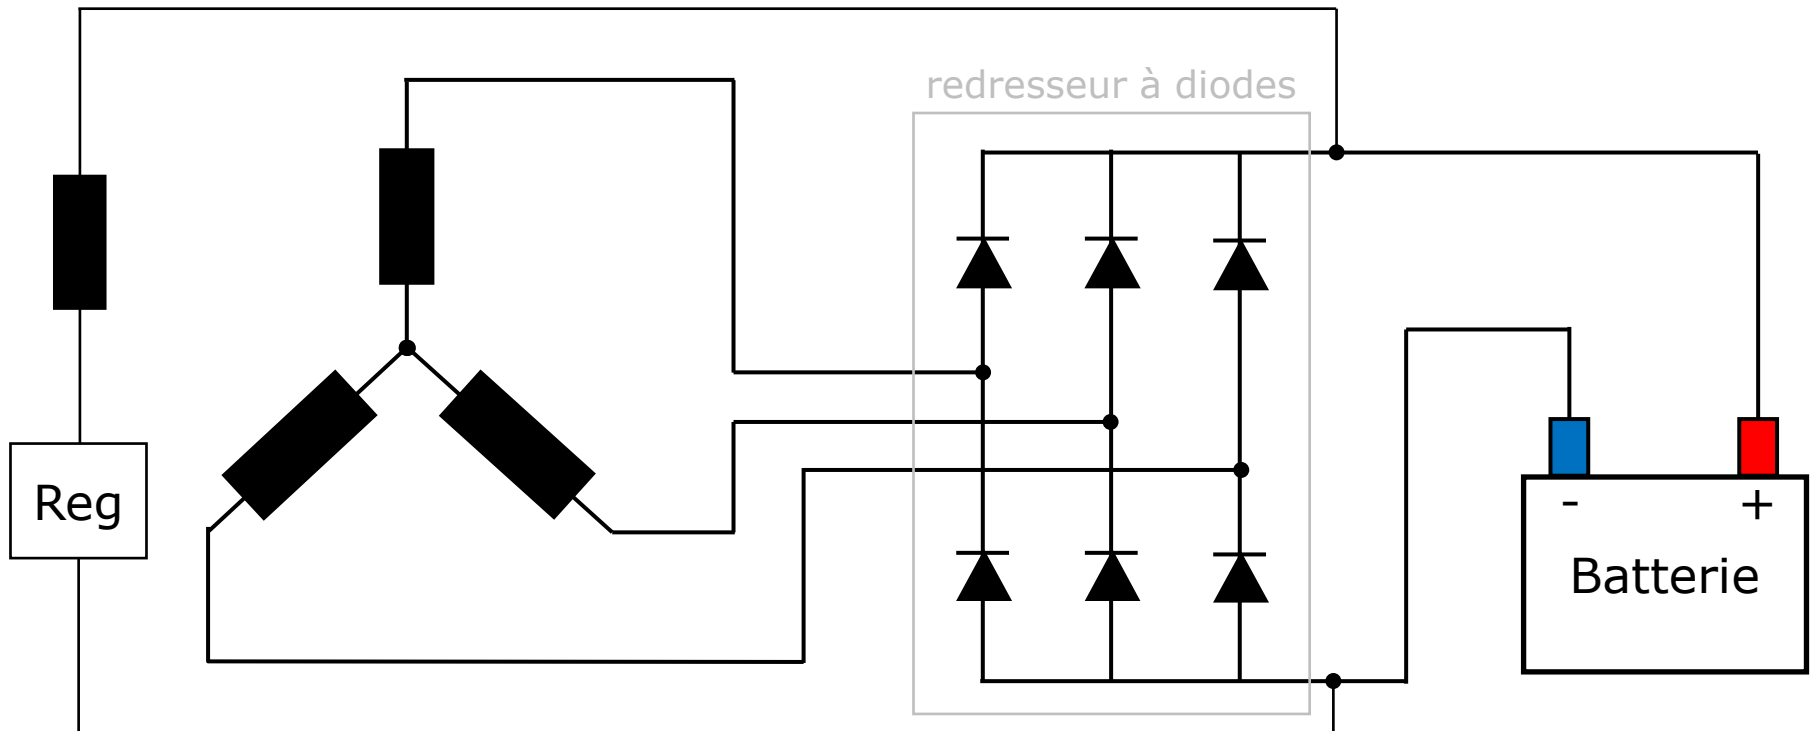 redresseur à diodes
Reg
- +
Batterie